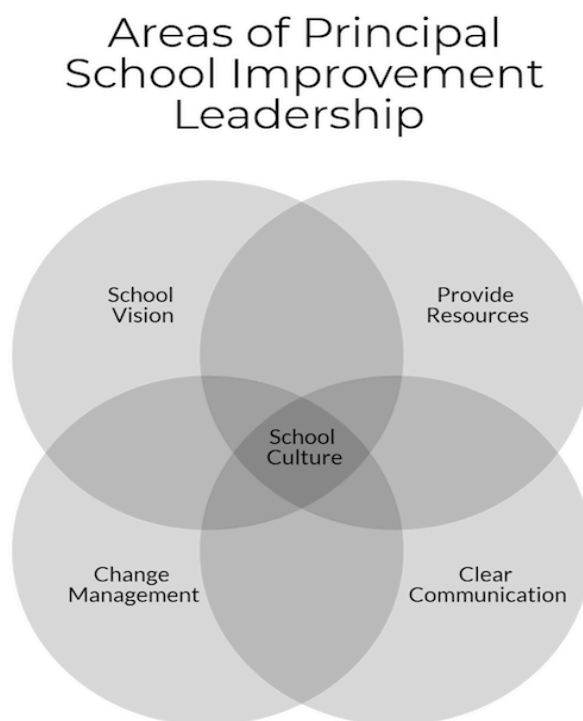 Areas of Principal
School Improvement
Leadership
School
Vision
Provide
Resources
School
Culture
Change
Management
Clear
Communication